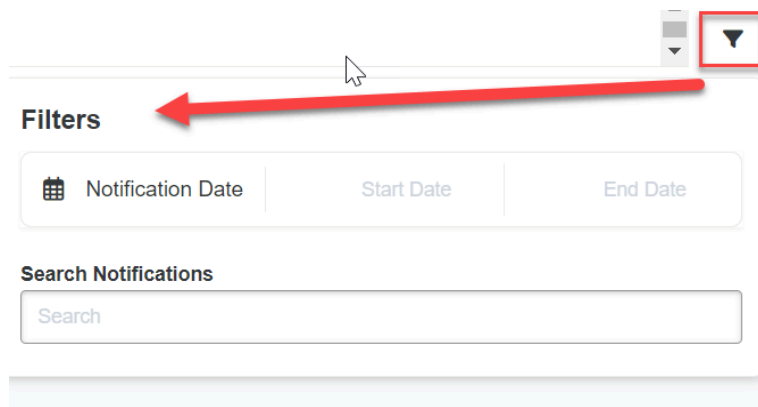 Filters
Notification Date Start Date End Date
Search Notifications
Search